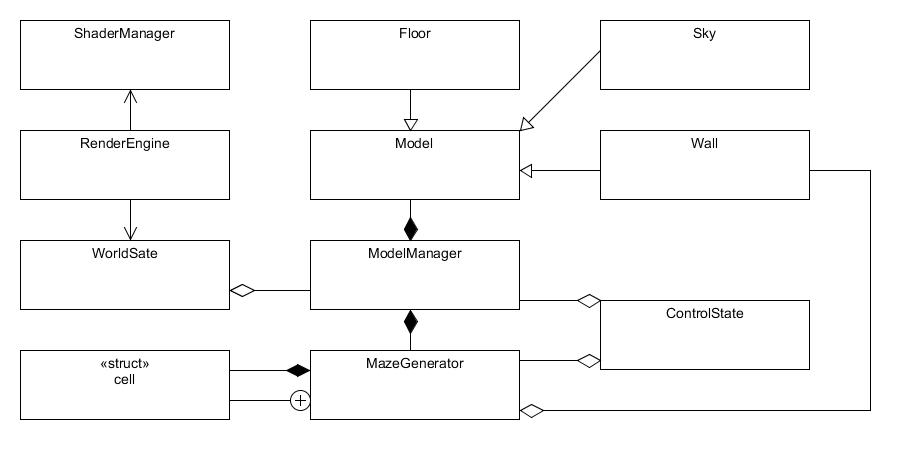 ShaderManager
Floor
Sky
RenderEngine
Model
Wall
WorldSate
ModelManager
ControlState
«struct»
cell
MazeGenerator